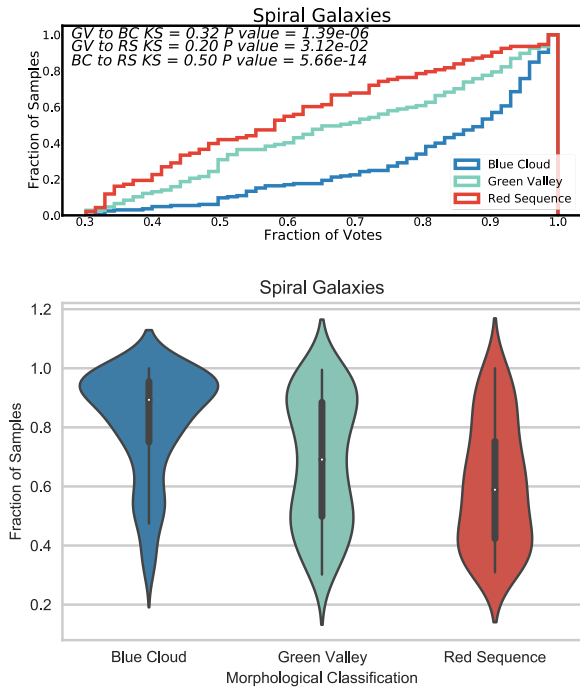 Spiral Galaxies
GV to BC KS = 0.32 P value = 1.39e-06
GV to RS KS = 0.20 P value = 3.12e-02
BC to RS KS = 0.50 P value = 5.66e-14
1.0
0.8
0.6
0.4
0.2
0.0
Fraction of Samples
Blue Cloud
Green Valley
Red Sequence
0.3 0.4 0.5 0.6 0.7 0.8 0.9 1.0
Fraction of Votes
Spiral Galaxies
1.2
1.0
0.8
0.6
0.4
0.2
Fraction of Samples
Blue Cloud Green Valley Red Sequence
Morphological Classification